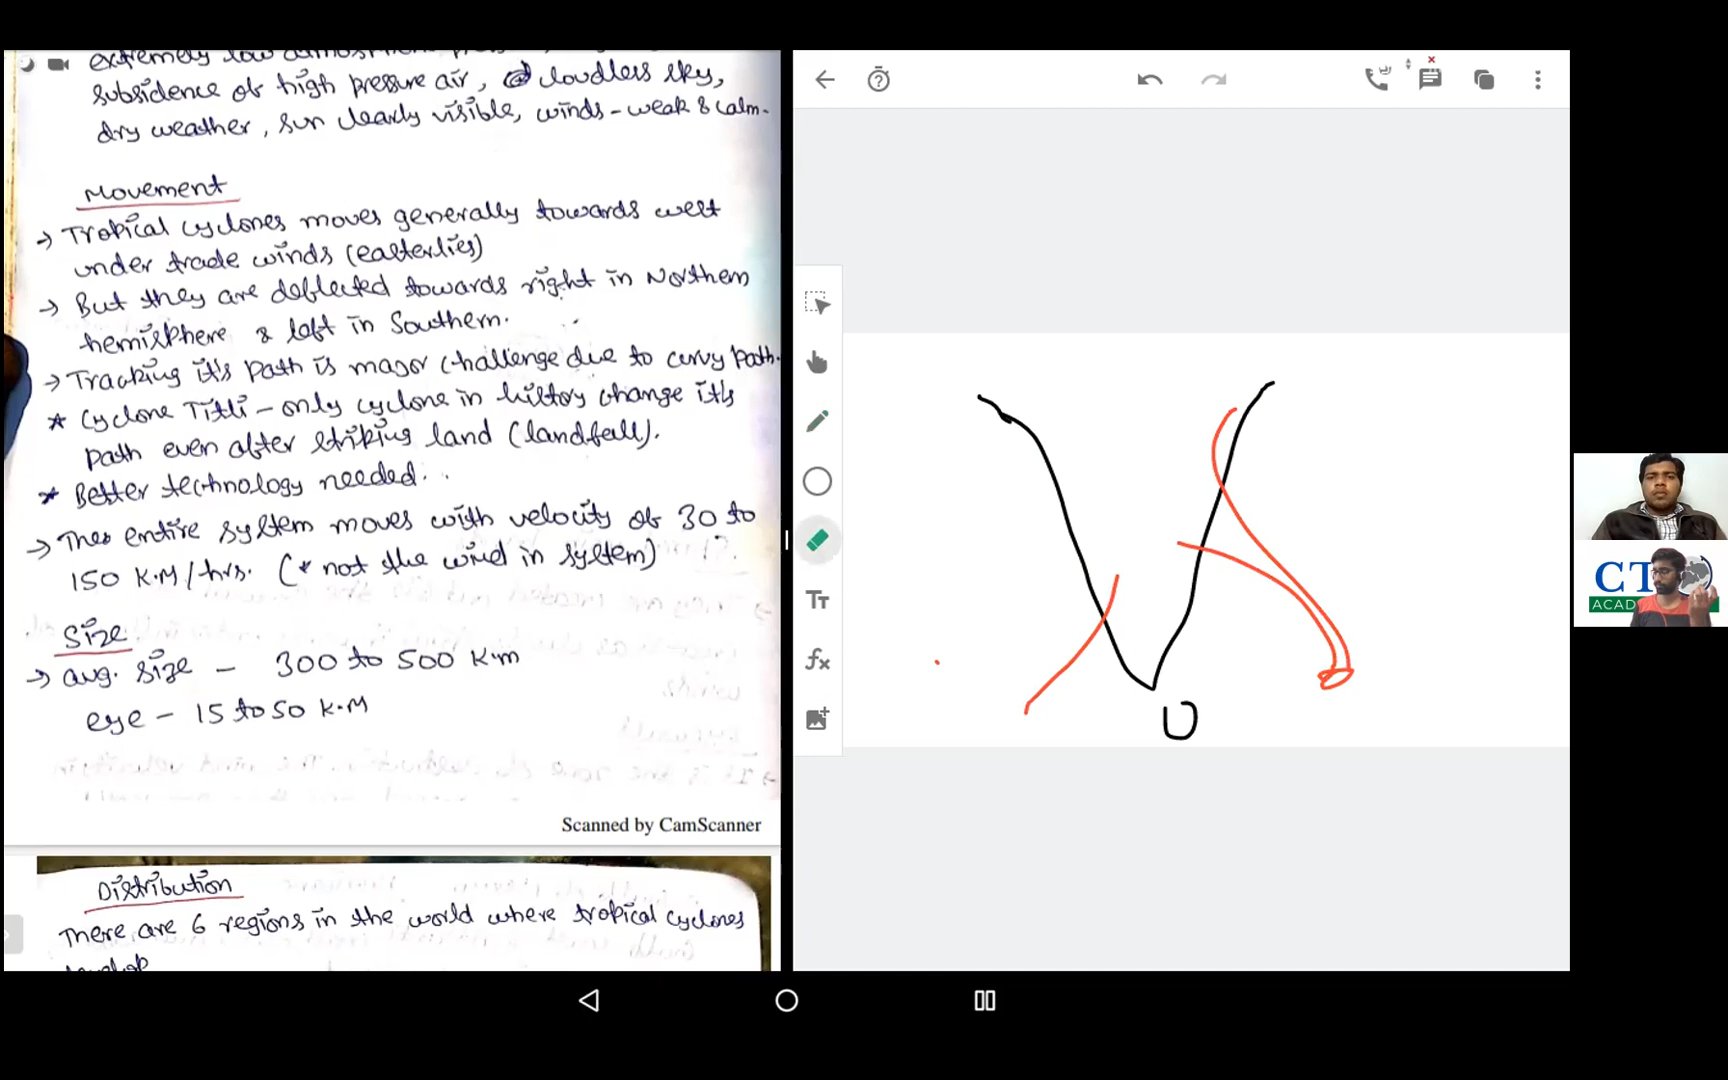 subsidence of high pressure air, cloudless sky,
dry weather, sun clearly visible, winds - weak & calm.
Movement
→ Tropical cyclones moves generally towards west
under trade winds (easterlies)
→ But they are deflected towards right in Northern
hemisphere & left in Southern.
→ Tracking it's path is major challenge due to curvy path.
* Cyclone Titli - only cyclone in history change it's
path even after striking land (landfall).
* Better technology needed.
→ The entire system moves with velocity of 30 to
150 K.M/hrs. (* not the wind in system)
Size
→ avg. size - 300 to 500 K.m
eye - 15 to 50 K.M
Scanned by CamScanner
Distribution
There are 6 regions in the world where tropical cyclones
develop
Tт
fx
CT
ACAD